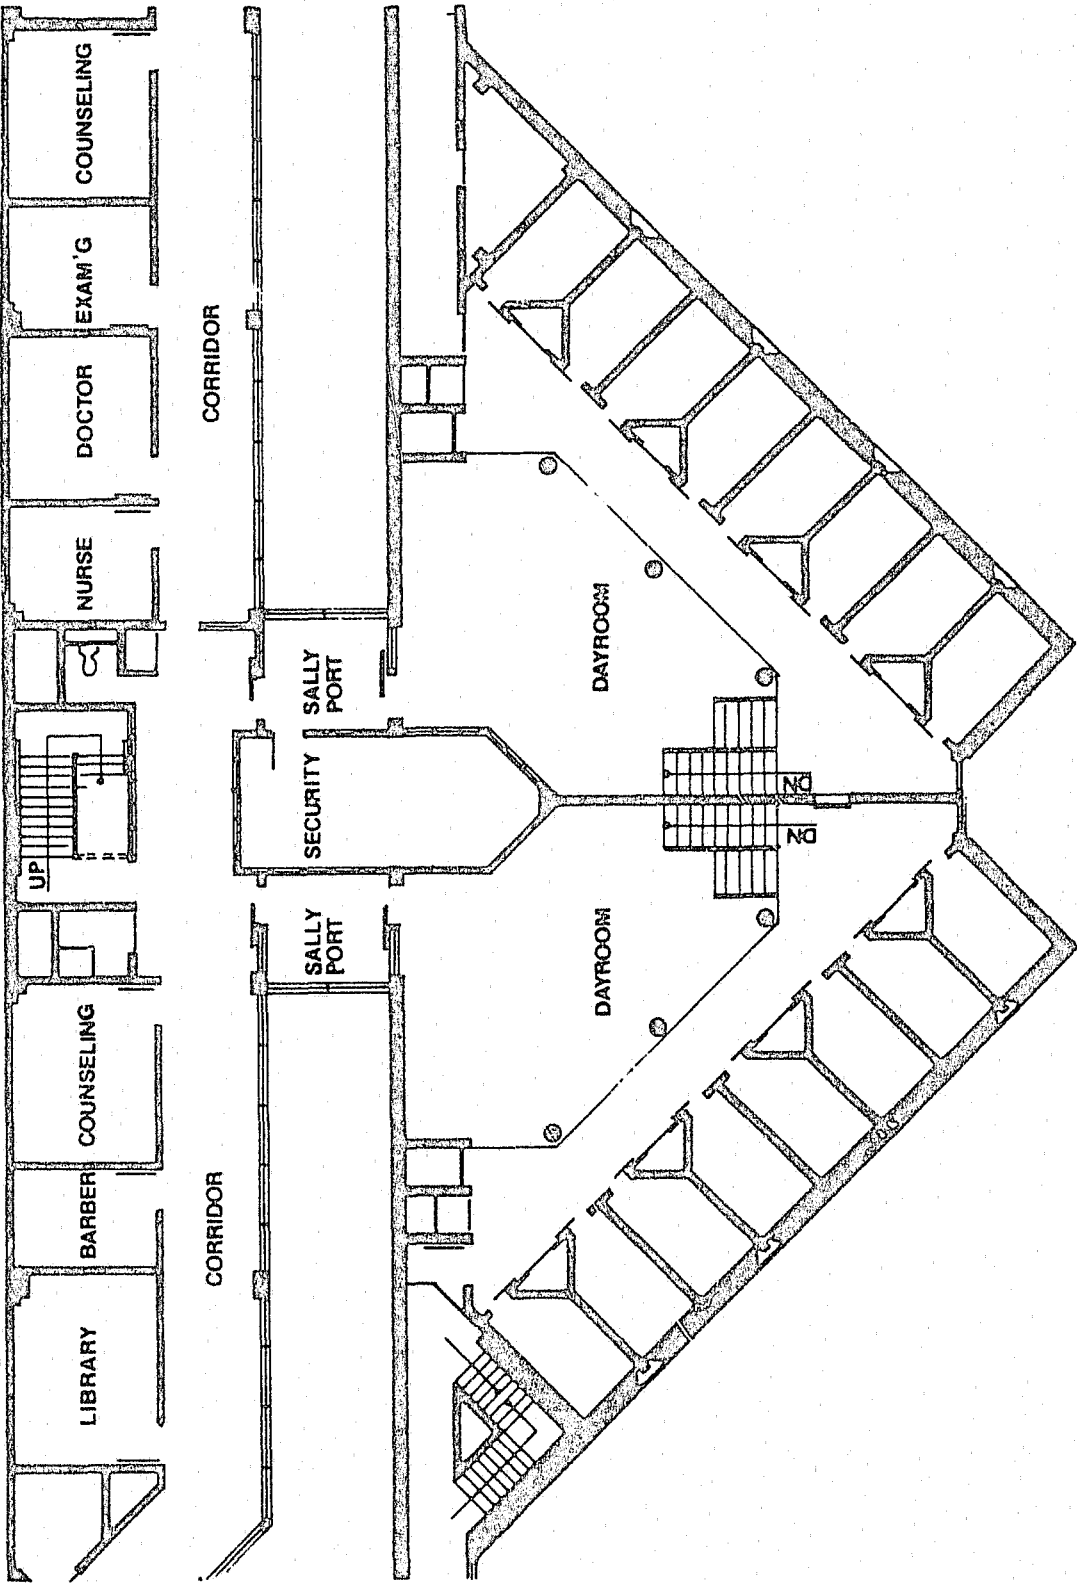 COUNSELING
EXAM'G
DOCTOR
NURSE
CORRIDOR
UP
SALLY
PORT
SECURITY
SALLY
PORT
DAYROOM
DN
DN
DAYROOM
COUNSELING
BARBER
LIBRARY
CORRIDOR